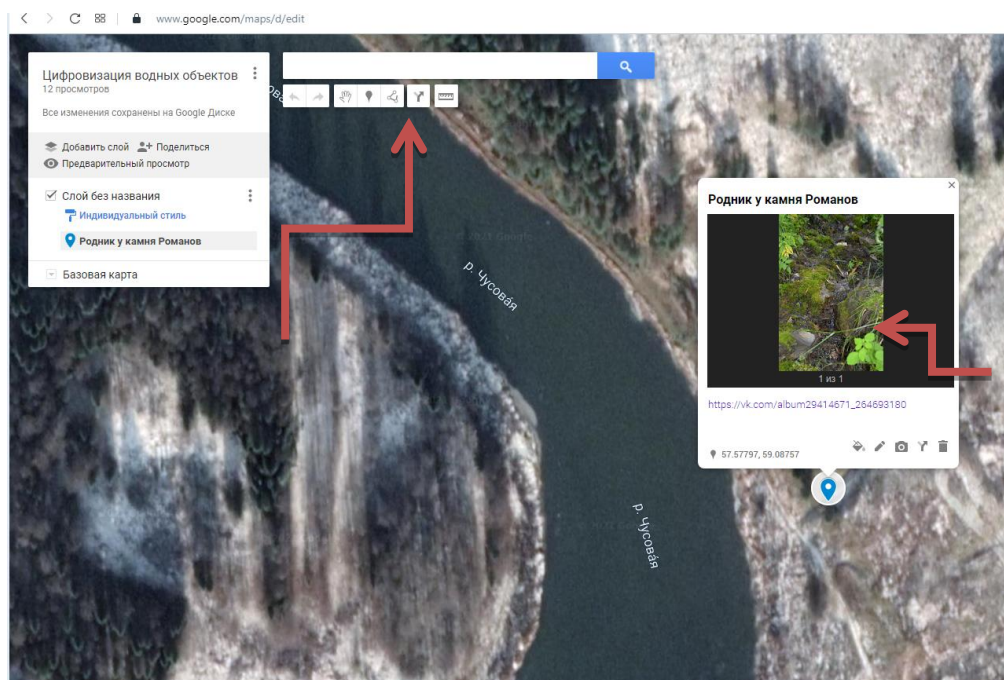 www.google.com/maps/d/edit
Цифровизация водных объектов
12 просмотров
Все изменения сохранены на Google Диске
Добавить слой Поделиться
Предварительный просмотр
Слой без названия
Индивидуальный стиль
Родник у камня Романов
Базовая карта
р. Чусова́я
р. Чусова́я
Родник у камня Романов
1 из 1
https://vk.com/album29414671_264693180
57.57797, 59.08757